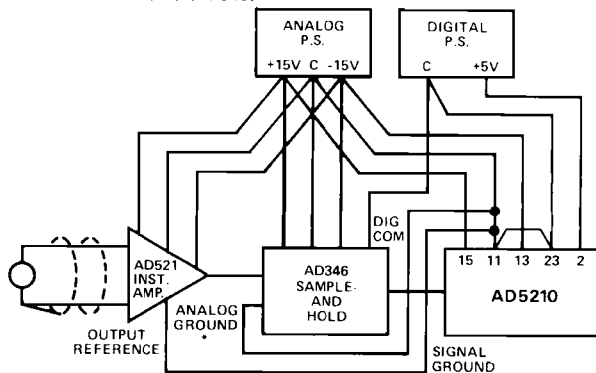 ANALOG
P.S.
+15V C -15V
DIGITAL
P.S.
C +5V
DIG
COM
AD521
INST.
AMP.
AD346
SAMPLE-
AND
HOLD
15 11 13 23 2
AD5210
OUTPUT
REFERENCE
ANALOG
GROUND
SIGNAL
GROUND